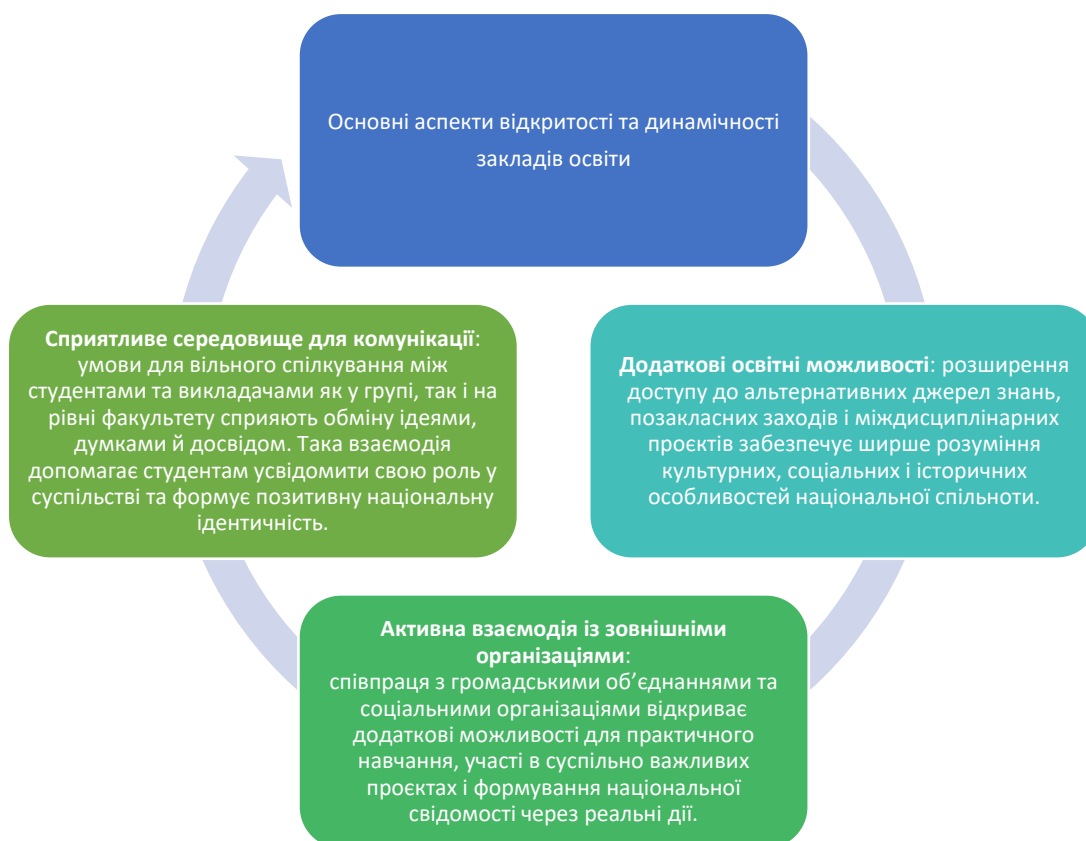 Основні аспекти відкритості та динамічності
закладів освіти
Сприятливе середовище для комунікації:
умови для вільного спілкування між
студентами та викладачами як у групі, так і на
рівні факультету сприяють обміну ідеями,
думками й досвідом. Така взаємодія
допомагає студентам усвідомити свою роль у
суспільстві та формує позитивну національну
ідентичність.
Додаткові освітні можливості: розширення
доступу до альтернативних джерел знань,
позакласних заходів і міждисциплінарних
проєктів забезпечує ширше розуміння
культурних, соціальних і історичних
особливостей національної спільноти.
Активна взаємодія із зовнішніми
організаціями:
співпраця з громадськими об’єднаннями та
соціальними організаціями відкриває
додаткові можливості для практичного
навчання, участі в суспільно важливих
проєктах і формування національної
свідомості через реальні дії.